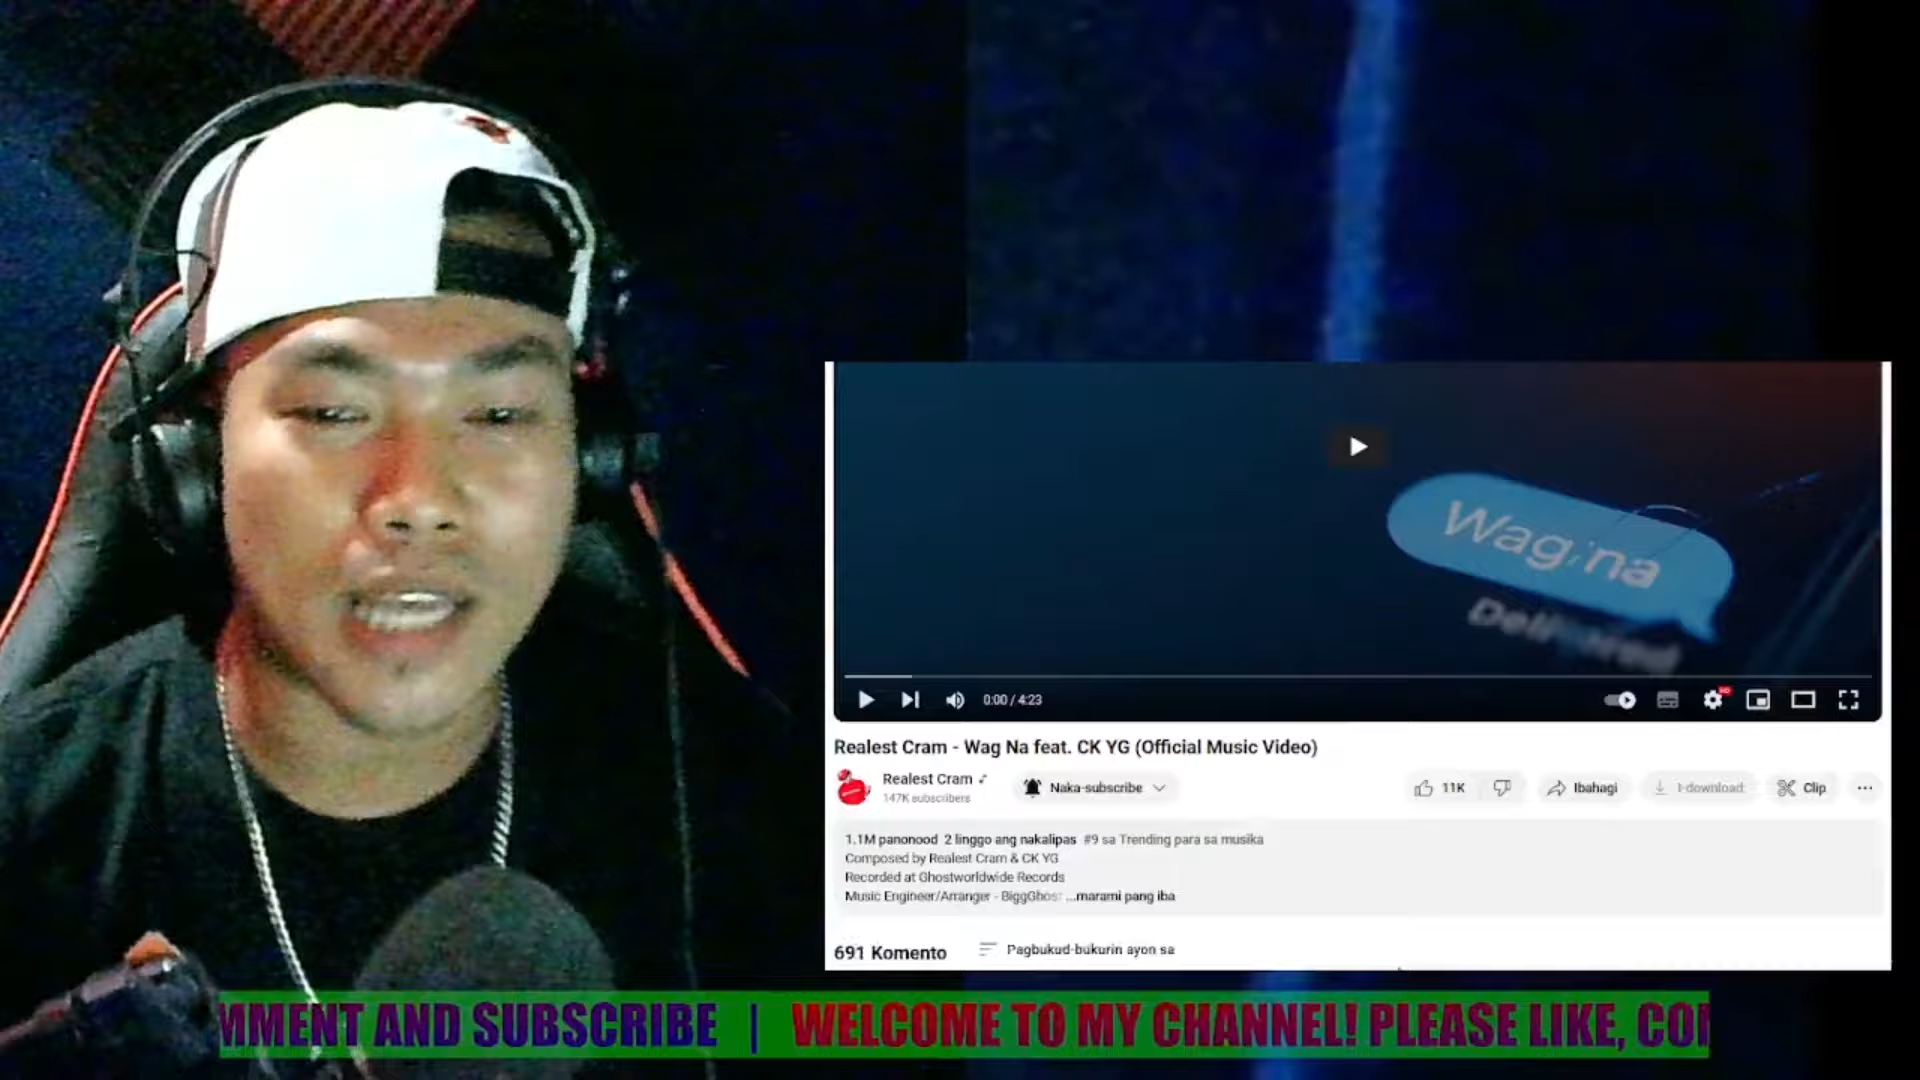 Wag na
Delivered
0:00 / 4:23
Realest Cram - Wag Na feat. CK YG (Official Music Video)
Realest Cram
147K subscribers
Naka-subscribe
11K
Ibahagi
I-download
Clip
1.1M panonood 2 linggo ang nakalipas #9 sa Trending para sa musika
Composed by Realest Cram & CK YG
Recorded at Ghostworldwide Records
Music Engineer/Arranger - BiggGhost ...marami pang iba
691 Komento
Pagbukud-bukurin ayon sa
MMENT AND SUBSCRIBE | WELCOME TO MY CHANNEL! PLEASE LIKE, COM